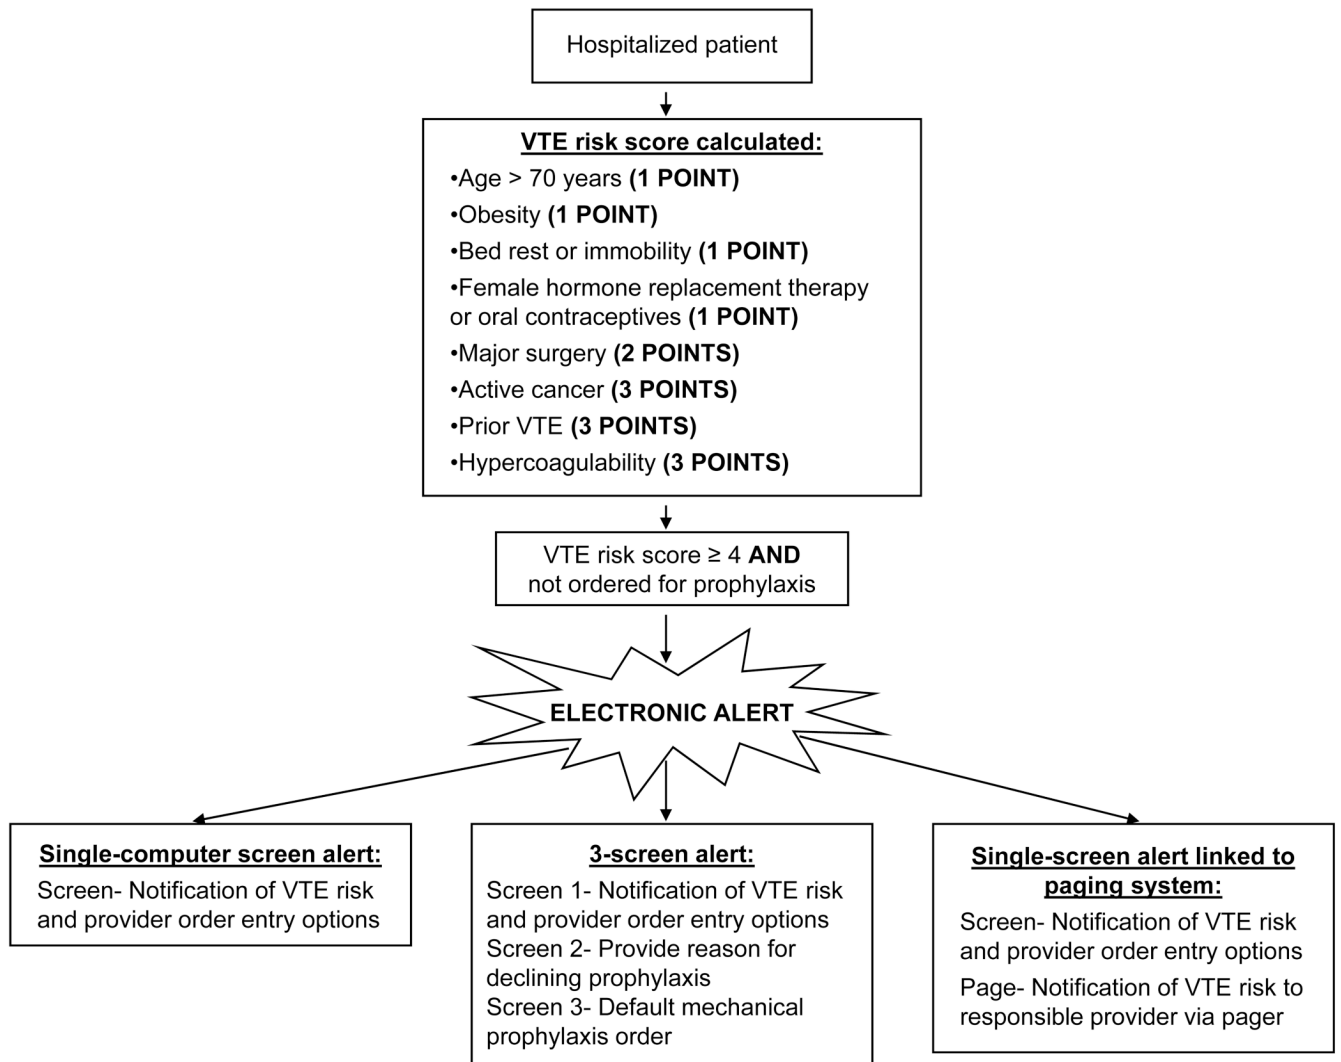 Hospitalized patient
VTE risk score calculated:
•Age > 70 years (1 POINT)
•Obesity (1 POINT)
•Bed rest or immobility (1 POINT)
•Female hormone replacement therapy
or oral contraceptives (1 POINT)
•Major surgery (2 POINTS)
•Active cancer (3 POINTS)
•Prior VTE (3 POINTS)
•Hypercoagulability (3 POINTS)
VTE risk score ≥ 4 AND
not ordered for prophylaxis
ELECTRONIC ALERT
Single-computer screen alert:
Screen- Notification of VTE risk
and provider order entry options
3-screen alert:
Screen 1- Notification of VTE risk
and provider order entry options
Screen 2- Provide reason for
declining prophylaxis
Screen 3- Default mechanical
prophylaxis order
Single-screen alert linked to
paging system:
Screen- Notification of VTE risk
and provider order entry options
Page- Notification of VTE risk to
responsible provider via pager